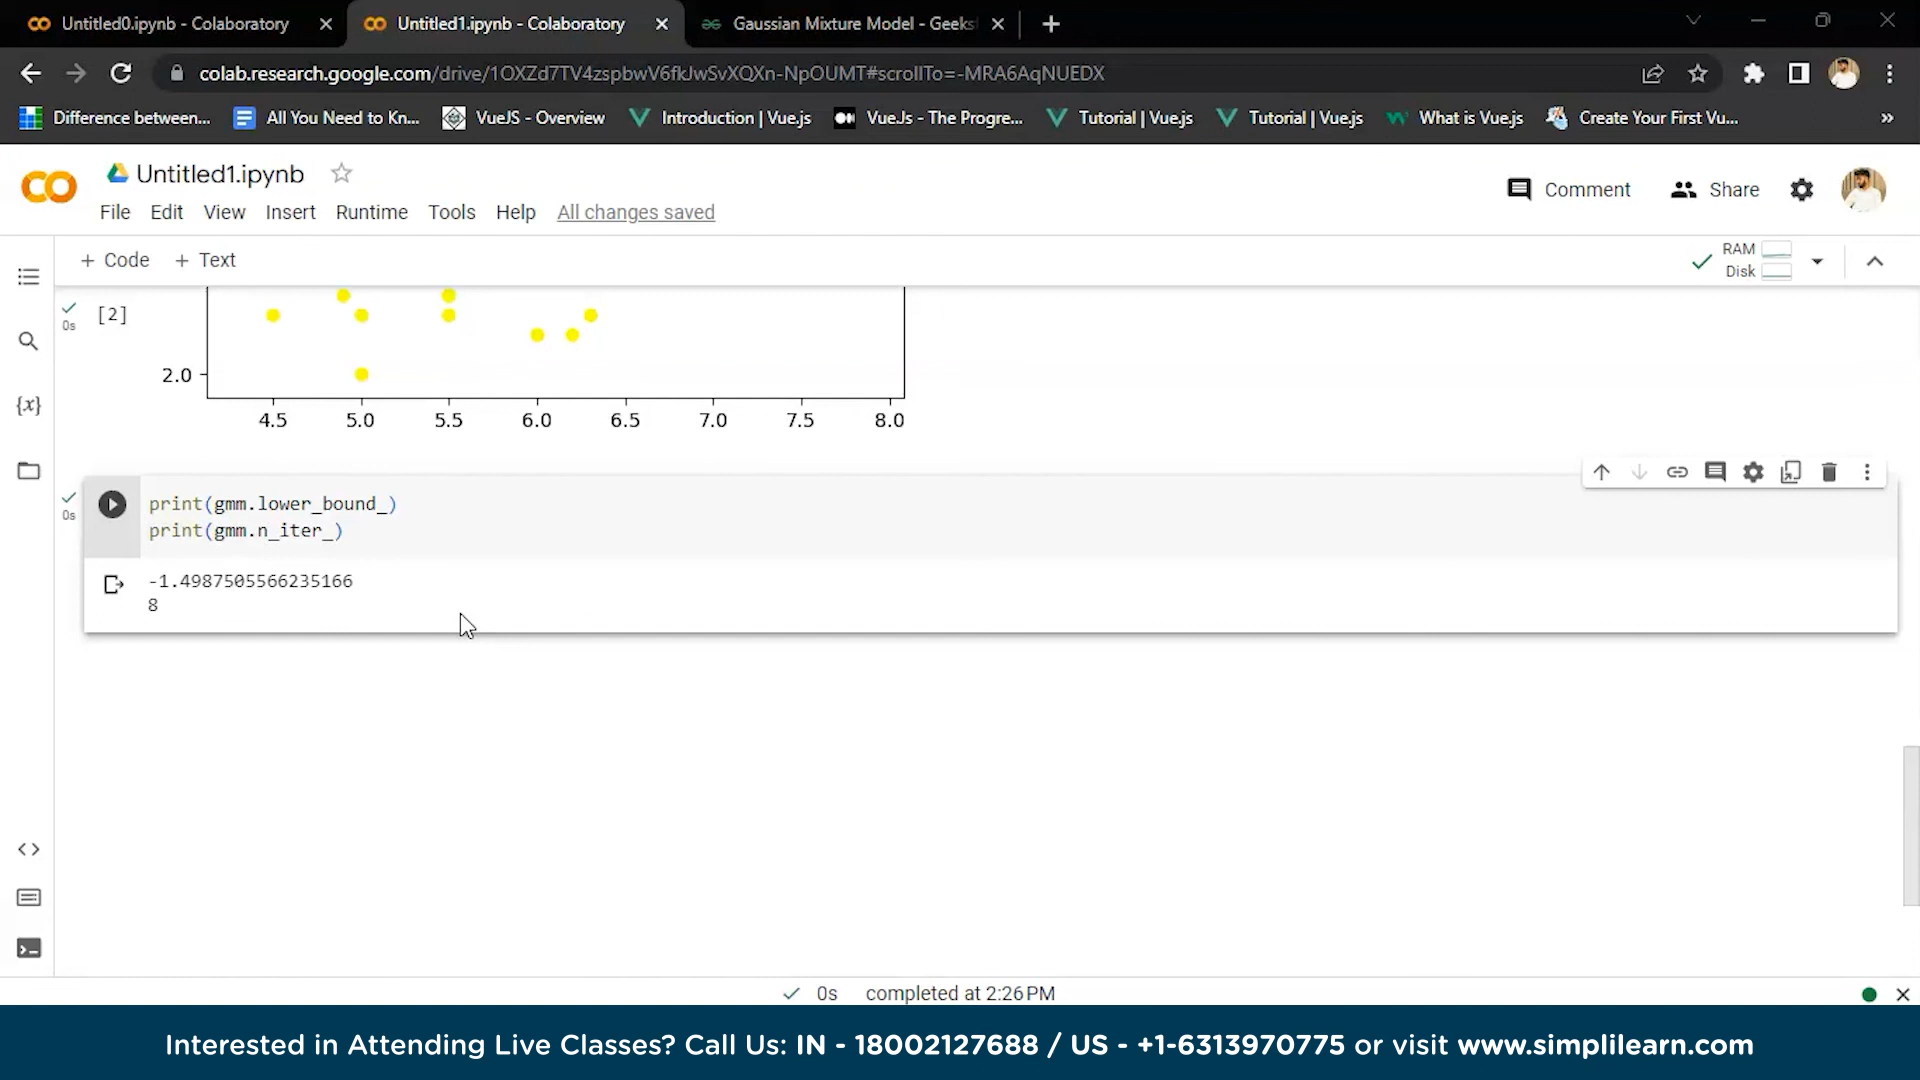 Untitled0.ipynb - Colaboratory
Untitled1.ipynb - Colaboratory
Gaussian Mixture Model - Geeks
colab.research.google.com/drive/1OXZd7TV4zspbwV6fkJwSvXQXn-NpOUMT#scrollTo=-MRA6AqNUEDX
Difference between...
All You Need to Kn...
VueJS - Overview
Introduction | Vue.js
VueJs - The Progre...
Tutorial | Vue.js
Tutorial | Vue.js
What is Vue.js
Create Your First Vu...
»
CO Untitled1.ipynb
Comment
Share
File Edit View Insert Runtime Tools Help All changes saved
+ Code + Text
RAM
Disk
0s
[2]
2.0
4.5 5.0 5.5 6.0 6.5 7.0 7.5 8.0
{x}
0s
print(gmm.lower_bound_)
print(gmm.n_iter_)
-1.4987505566235166
8
0s completed at 2:26 PM
Interested in Attending Live Classes? Call Us: IN - 18002127688 / US - +1-6313970775 or visit www.simplilearn.com